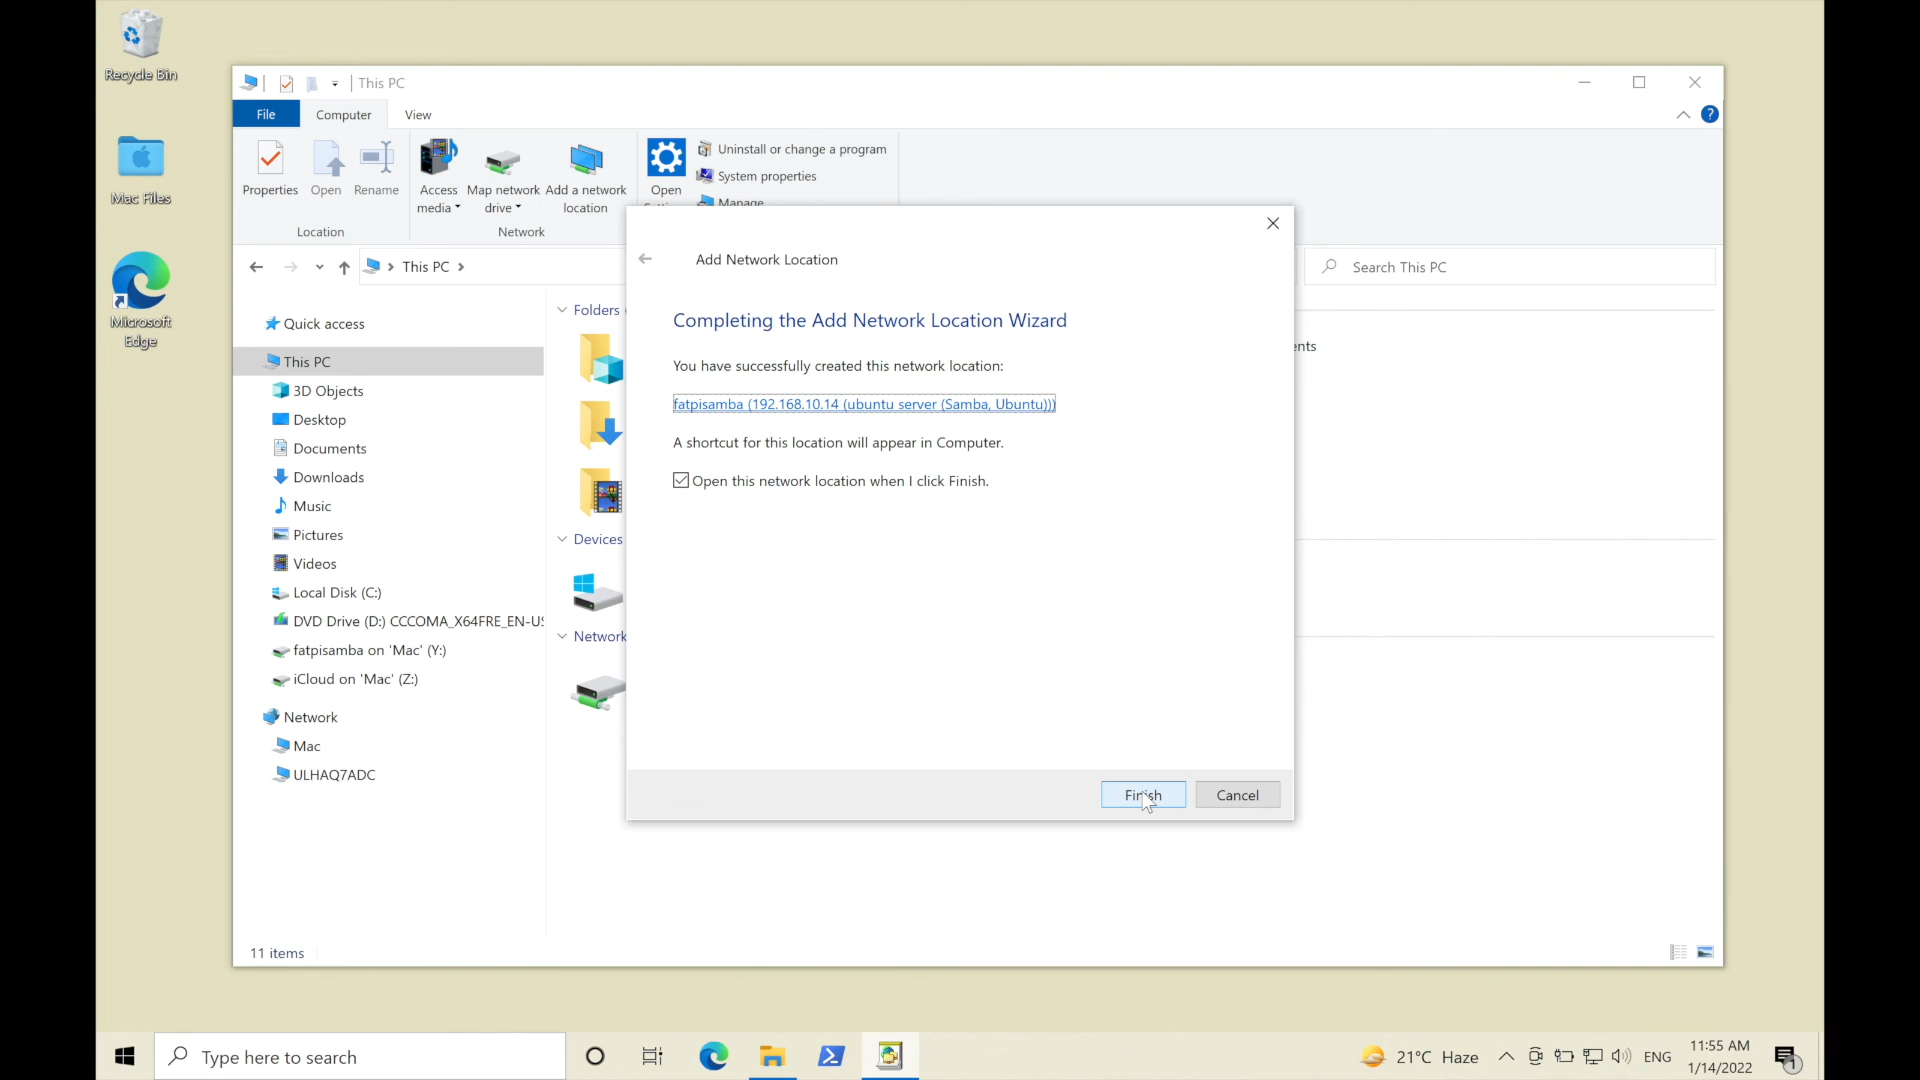 Recycle Bin
Mac Files
Microsoft
Edge
This PC
File
Computer
View
Properties
Open
Rename
Access
media
Map network
drive
Add a network
location
Open
Uninstall or change a program
System properties
Manage
Location
Network
This PC
Search This PC
Quick access
This PC
3D Objects
Desktop
Documents
Downloads
Music
Pictures
Videos
Local Disk (C:)
DVD Drive (D:) CCCOMA_X64FRE_EN-US
fatpisamba on 'Mac' (Y:)
iCloud on 'Mac' (Z:)
Network
Mac
ULHAQ7ADC
Folders
Devices
Network
Add Network Location
Completing the Add Network Location Wizard
You have successfully created this network location:
fatpisamba (192.168.10.14 (ubuntu server (Samba, Ubuntu)))
A shortcut for this location will appear in Computer.
Open this network location when I click Finish.
Finish
Cancel
ents
11 items
Type here to search
21°C Haze
ENG
11:55 AM
1/14/2022
1